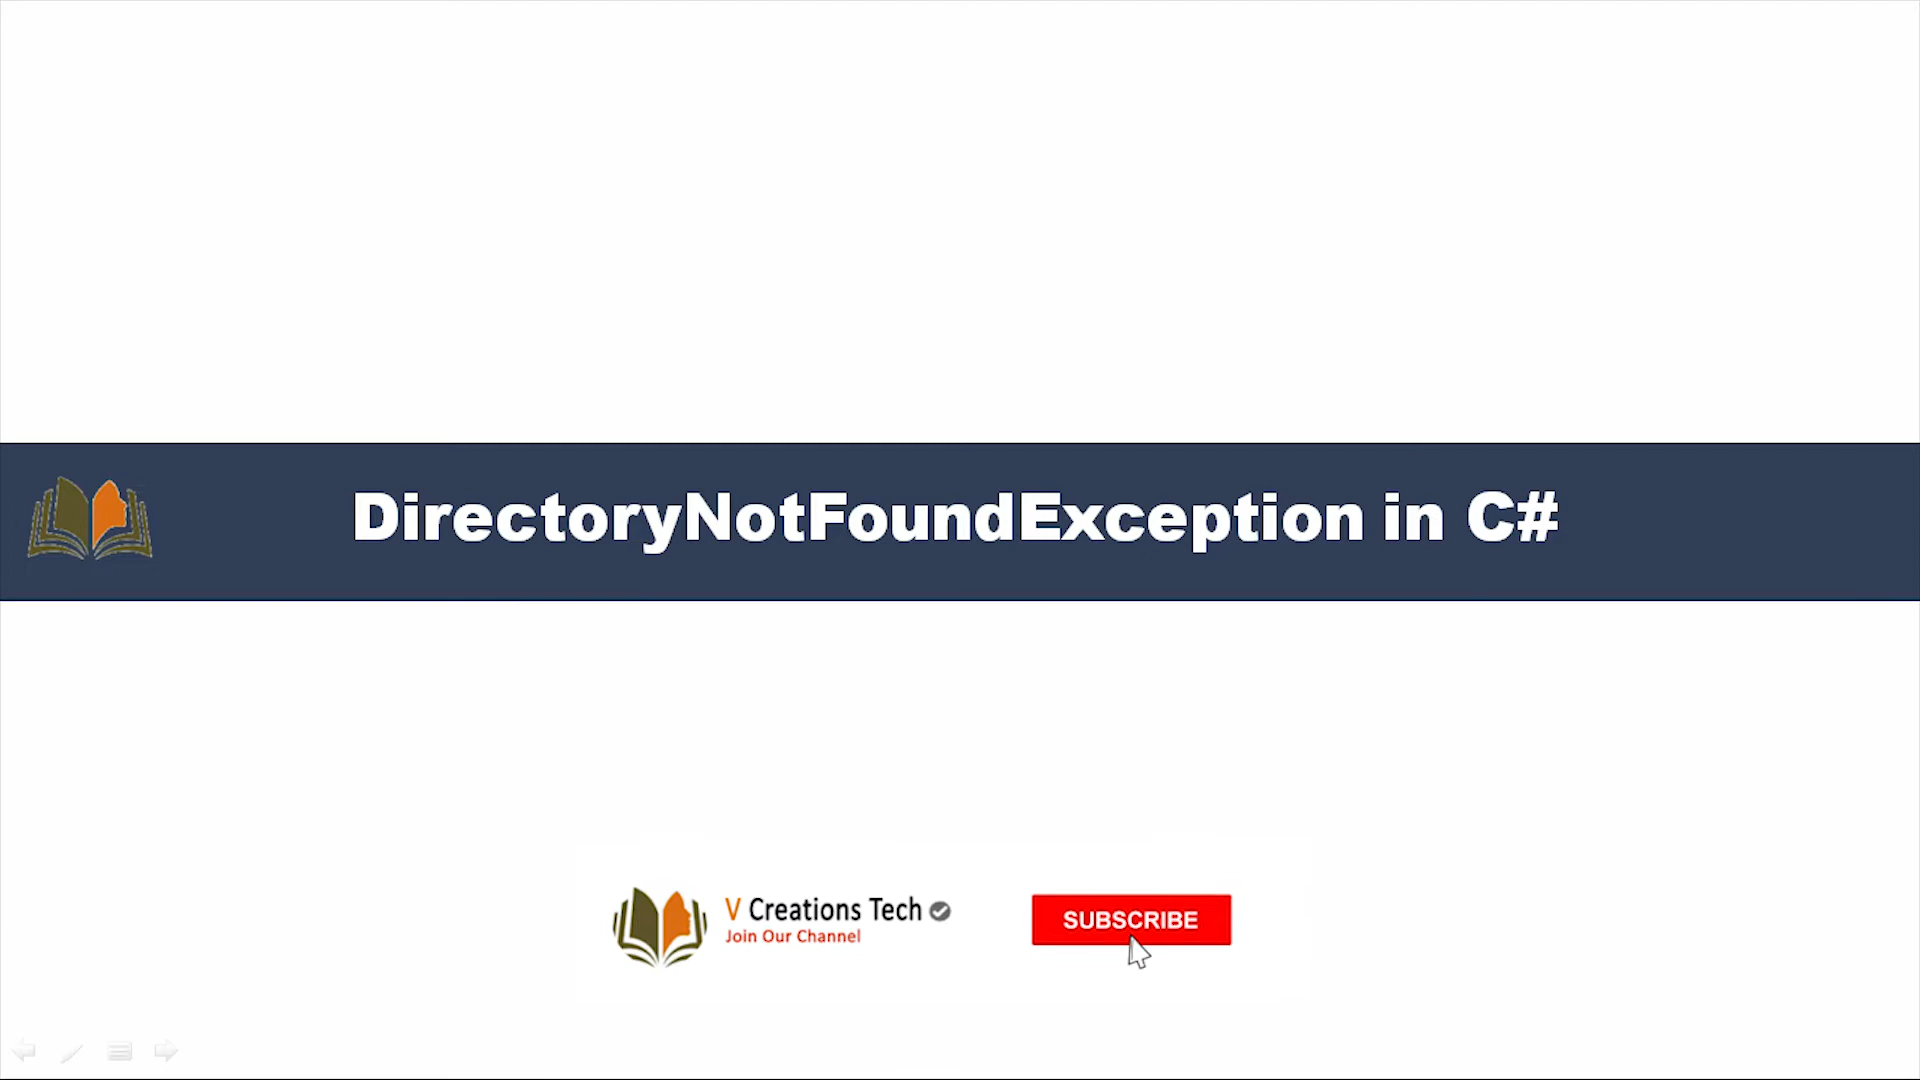 DirectoryNotFoundException in C#
V Creations Tech
Join Our Channel
SUBSCRIBE